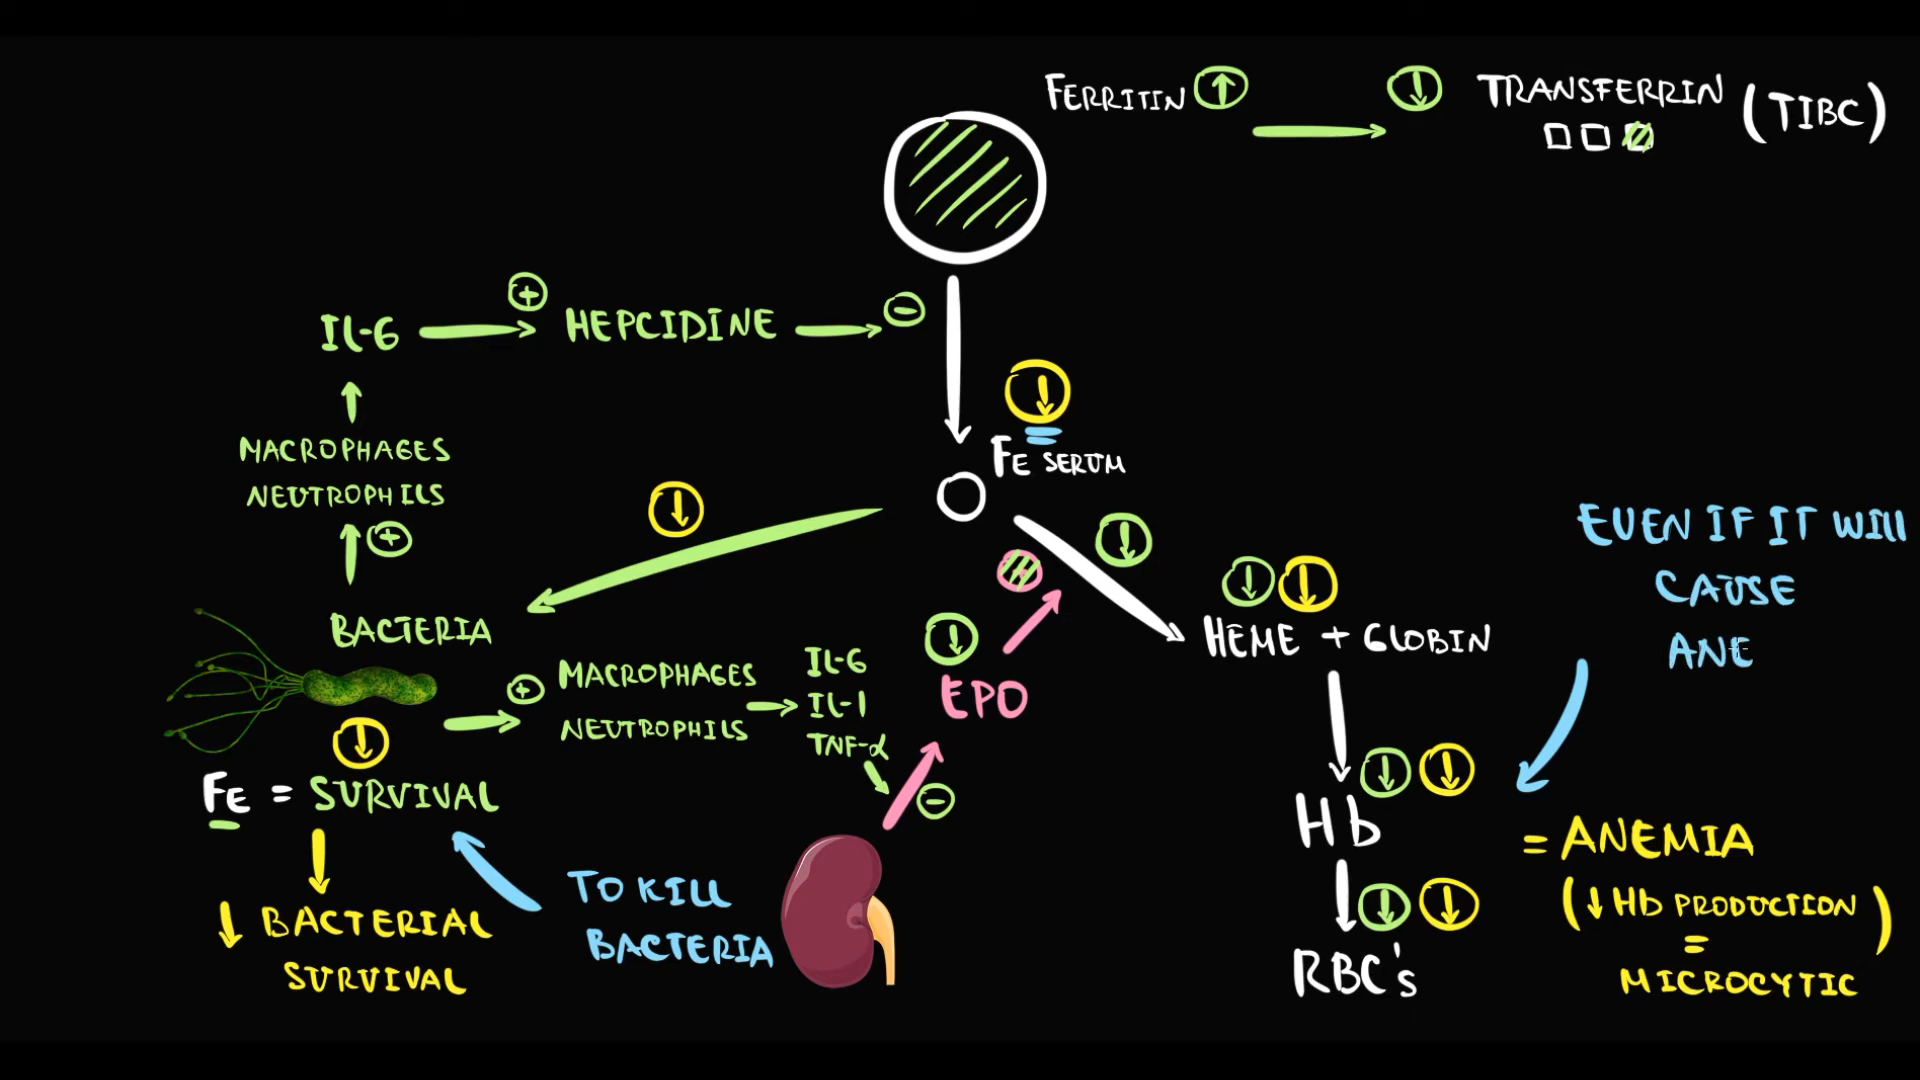 FERRITIN ↑ → ↓ TRANSFERRIN (TIBC)
IL-6 → + HEPCIDINE → -
↓
FE SERUM
MACROPHAGES
NEUTROPHILS
+
↓
↓
BACTERIA
EVEN IF IT WILL
CAUSE
ANE
↓ ↓
HEME + GLOBIN
+ MACROPHAGES
NEUTROPHILS
IL-6
IL-1
TNF-α
↓
EPO
-
↓
FE = SURVIVAL
↓ BACTERIAL
SURVIVAL
TO KILL
BACTERIA
↓ ↓
Hb
↓ ↓
RBC's
= ANEMIA
(↓ Hb PRODUCTION)
=
MICROCYTIC